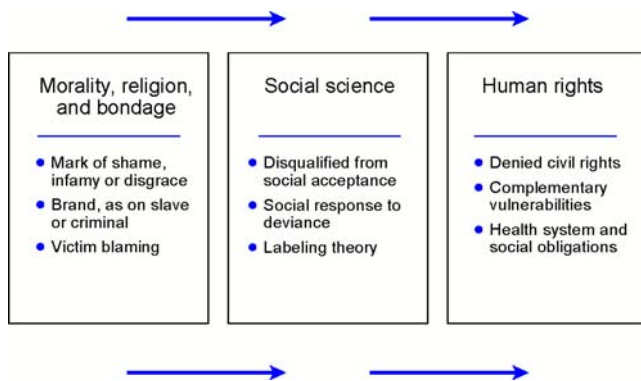 Morality, religion,
and bondage
Mark of shame,
infamy or disgrace
Brand, as on slave
or criminal
Victim blaming
Social science
Disqualified from
social acceptance
Social response to
deviance
Labeling theory
Human rights
Denied civil rights
Complementary
vulnerabilities
Health system and
social obligations